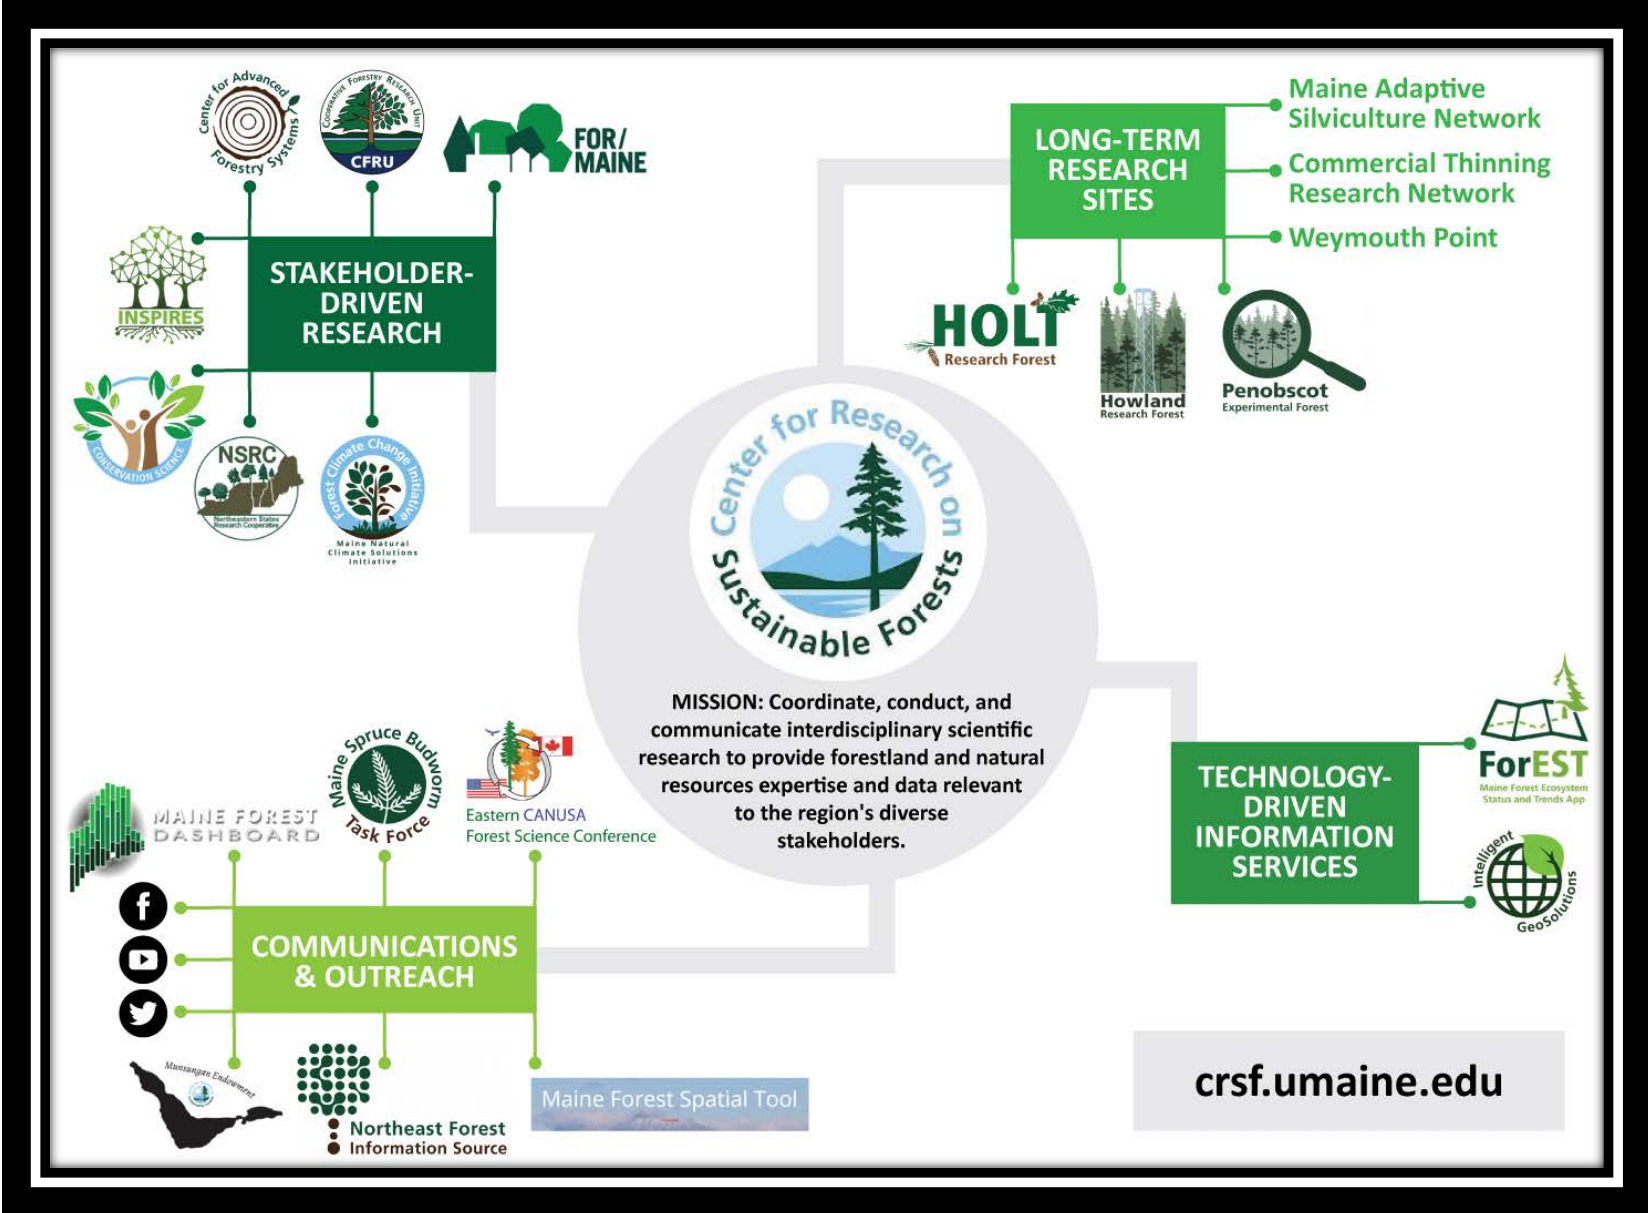 Center for Advanced
Forestry Systems
COOPERATIVE FORESTRY RESEARCH UNIT
CFRU
FOR/
MAINE
INSPIRES
STAKEHOLDER-
DRIVEN
RESEARCH
CONSERVATION SCIENCE
NSRC
Northeastern States
Research Cooperative
Forest Climate Change Initiative
Maine Natural
Climate Solutions
Initiative
LONG-TERM
RESEARCH
SITES
Maine Adaptive
Silviculture Network
Commercial Thinning
Research Network
Weymouth Point
HOLT
Research Forest
Howland
Research Forest
Penobscot
Experimental Forest
Center for Research on
Sustainable Forests
MISSION: Coordinate, conduct, and
communicate interdisciplinary scientific
research to provide forestland and natural
resources expertise and data relevant
to the region's diverse
stakeholders.
MAINE FOREST
DASHBOARD
Maine Spruce Budworm
Task Force
Eastern CANUSA
Forest Science Conference
COMMUNICATIONS
& OUTREACH
Munsungan Endowment
Northeast Forest
Information Source
Maine Forest Spatial Tool
TECHNOLOGY-
DRIVEN
INFORMATION
SERVICES
ForEST
Maine Forest Ecosystem
Status and Trends App
Intelligent
GeoSolutions
crsf.umaine.edu